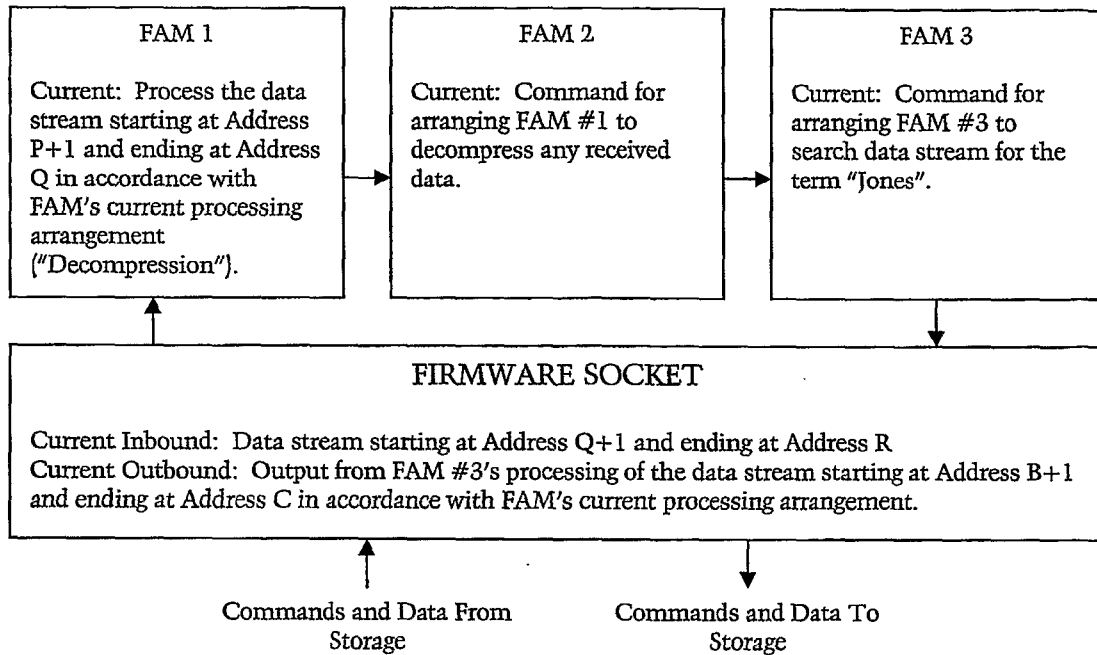 FAM 1
Current: Process the data
stream starting at Address
P+1 and ending at Address
Q in accordance with
FAM's current processing
arrangement
("Decompression").
FAM 2
Current: Command for
arranging FAM #1 to
decompress any received
data.
FAM 3
Current: Command for
arranging FAM #3 to
search data stream for the
term "Jones".
FIRMWARE SOCKET
Current Inbound: Data stream starting at Address Q+1 and ending at Address R
Current Outbound: Output from FAM #3's processing of the data stream starting at Address B+1
and ending at Address C in accordance with FAM's current processing arrangement.
Commands and Data From
Storage
Commands and Data To
Storage